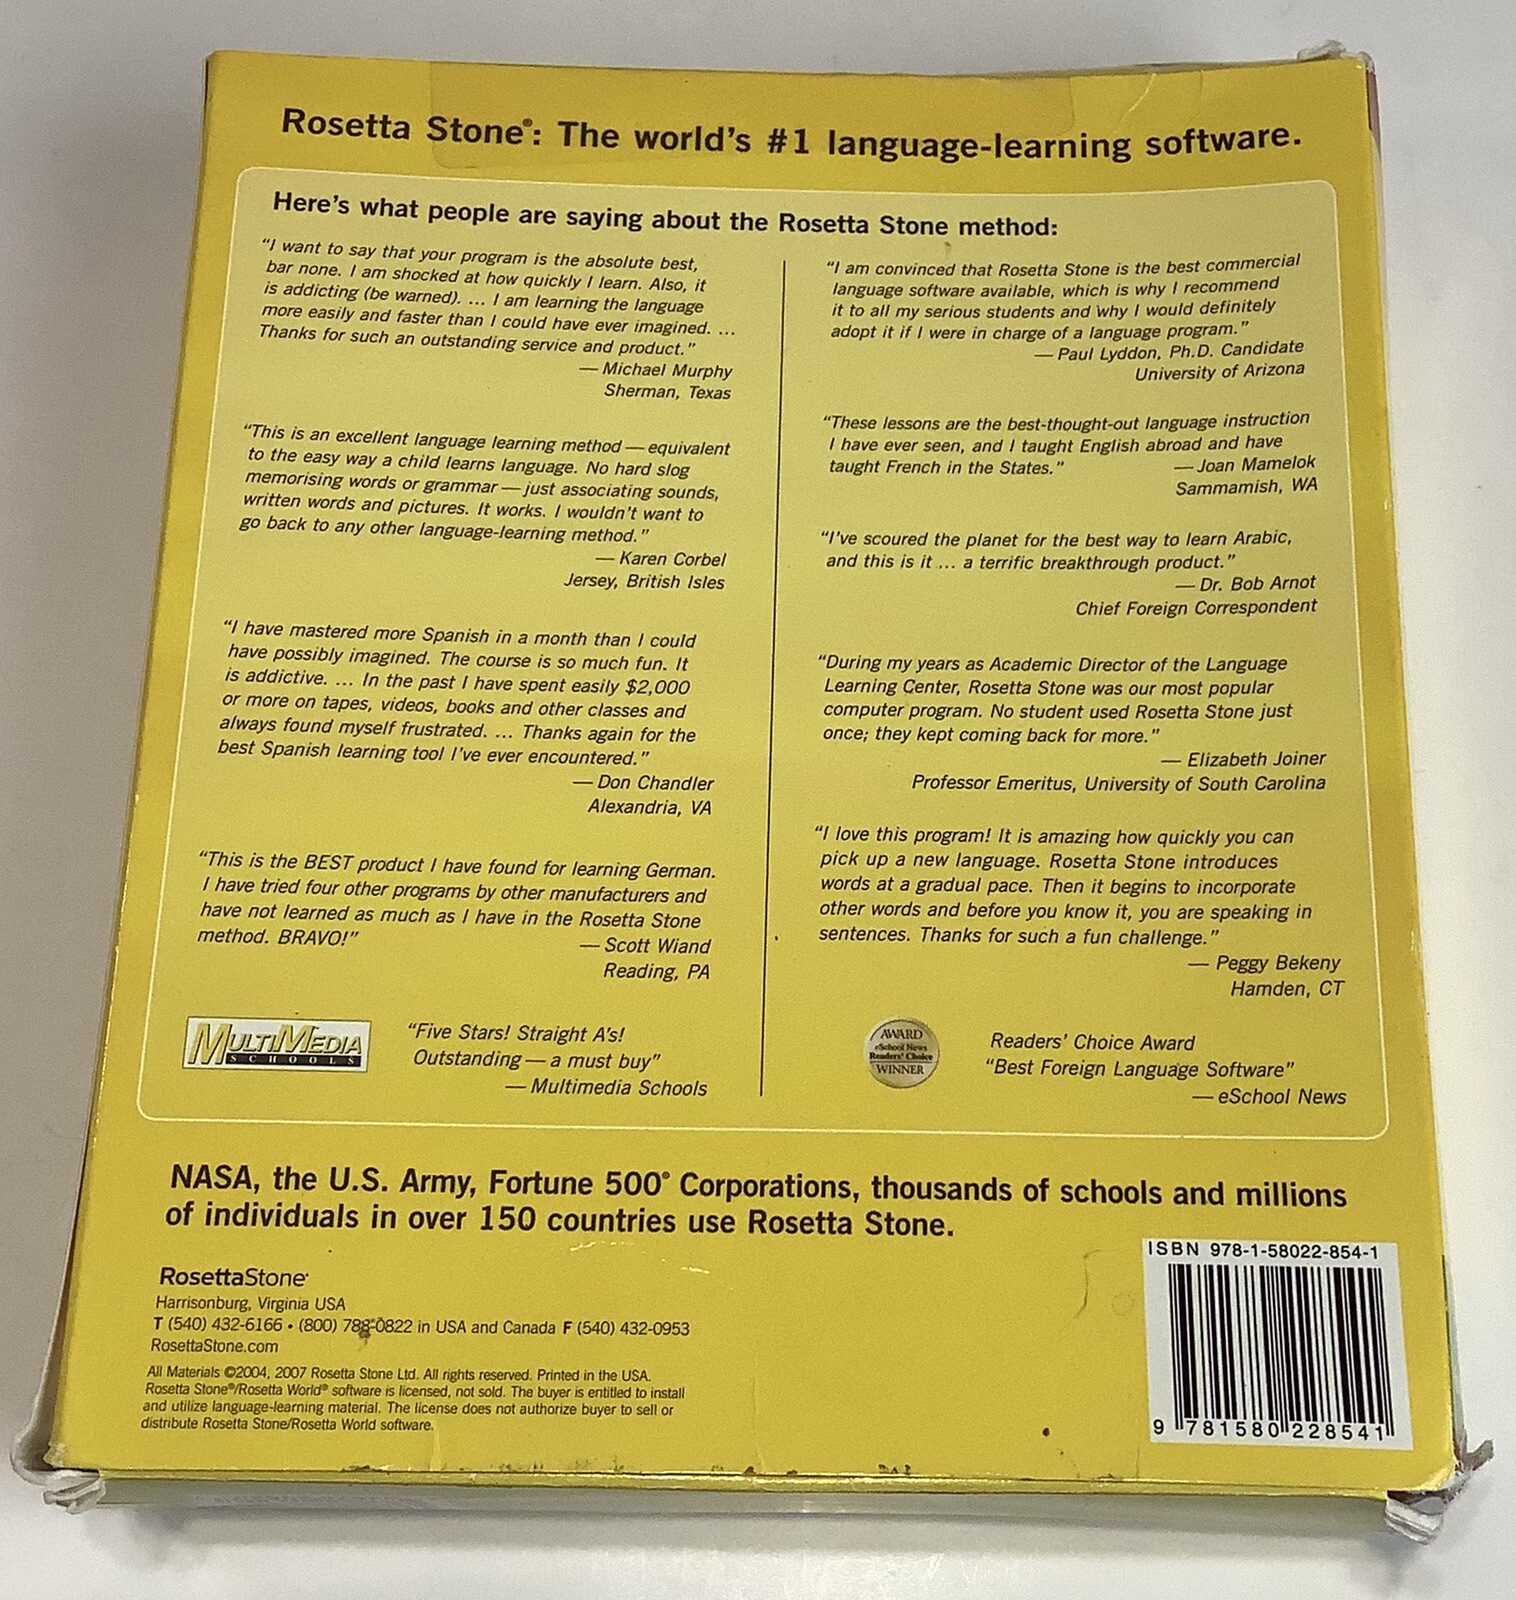 Rosetta Stone®: The world's #1 language-learning software.
Here's what people are saying about the Rosetta Stone method:
“I want to say that your program is the absolute best,
bar none. I am shocked at how quickly I learn. Also, it
is addicting (be warned). ... I am learning the language
more easily and faster than I could have ever imagined. ...
Thanks for such an outstanding service and product.”
— Michael Murphy
Sherman, Texas
“This is an excellent language learning method — equivalent
to the easy way a child learns language. No hard slog
memorising words or grammar — just associating sounds,
written words and pictures. It works. I wouldn't want to
go back to any other language-learning method.”
— Karen Corbel
Jersey, British Isles
“I have mastered more Spanish in a month than I could
have possibly imagined. The course is so much fun. It
is addictive. ... In the past I have spent easily $2,000
or more on tapes, videos, books and other classes and
always found myself frustrated. ... Thanks again for the
best Spanish learning tool I've ever encountered.”
— Don Chandler
Alexandria, VA
“This is the BEST product I have found for learning German.
I have tried four other programs by other manufacturers and
have not learned as much as I have in the Rosetta Stone
method. BRAVO!” — Scott Wiand
Reading, PA
MULTIMEDIA
SCHOOLS
“Five Stars! Straight A's!
Outstanding — a must buy”
— Multimedia Schools
“I am convinced that Rosetta Stone is the best commercial
language software available, which is why I recommend
it to all my serious students and why I would definitely
adopt it if I were in charge of a language program.”
— Paul Lyddon, Ph.D. Candidate
University of Arizona
“These lessons are the best-thought-out language instruction
I have ever seen, and I taught English abroad and have
taught French in the States.” — Joan Mamelok
Sammamish, WA
“I've scoured the planet for the best way to learn Arabic,
and this is it ... a terrific breakthrough product.”
— Dr. Bob Arnot
Chief Foreign Correspondent
“During my years as Academic Director of the Language
Learning Center, Rosetta Stone was our most popular
computer program. No student used Rosetta Stone just
once; they kept coming back for more.”
— Elizabeth Joiner
Professor Emeritus, University of South Carolina
“I love this program! It is amazing how quickly you can
pick up a new language. Rosetta Stone introduces
words at a gradual pace. Then it begins to incorporate
other words and before you know it, you are speaking in
sentences. Thanks for such a fun challenge.”
— Peggy Bekeny
Hamden, CT
AWARD
eSchool News
Readers' Choice
WINNER
Readers' Choice Award
“Best Foreign Language Software”
— eSchool News
NASA, the U.S. Army, Fortune 500® Corporations, thousands of schools and millions
of individuals in over 150 countries use Rosetta Stone.
RosettaStone®
Harrisonburg, Virginia USA
T (540) 432-6166 • (800) 788-0822 in USA and Canada F (540) 432-0953
RosettaStone.com
All Materials ©2004, 2007 Rosetta Stone Ltd. All rights reserved. Printed in the USA.
Rosetta Stone®/Rosetta World® software is licensed, not sold. The buyer is entitled to install
and utilize language-learning material. The license does not authorize buyer to sell or
distribute Rosetta Stone/Rosetta World software.
ISBN 978-1-58022-854-1
9 781580 228541